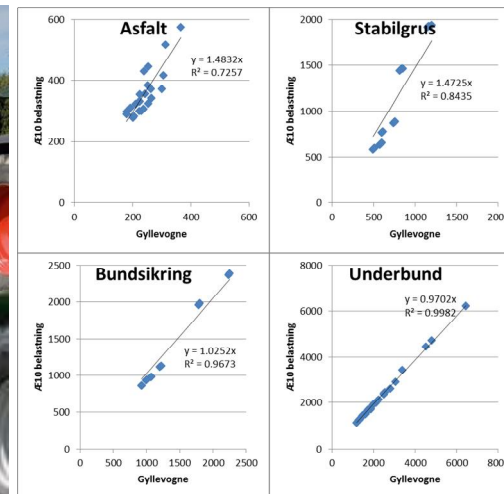 Asfalt
600
400
200
0
0
200
400
600
Æ10 belastning
Gyllevogne
y = 1.4832x
R² = 0.7257
Stabilgrus
2000
1500
1000
500
0
0
500
1000
1500
200
Æ10 belastning
Gyllevogne
y = 1.4725x
R² = 0.8435
Bundsikring
2500
2000
1500
1000
500
0
0
500
1000
1500
2000
2500
Æ10 belastning
Gyllevogne
y = 1.0252x
R² = 0.9673
Underbund
8000
6000
4000
2000
0
0
2000
4000
6000
800
Æ10 belastning
Gyllevogne
y = 0.9702x
R² = 0.9982